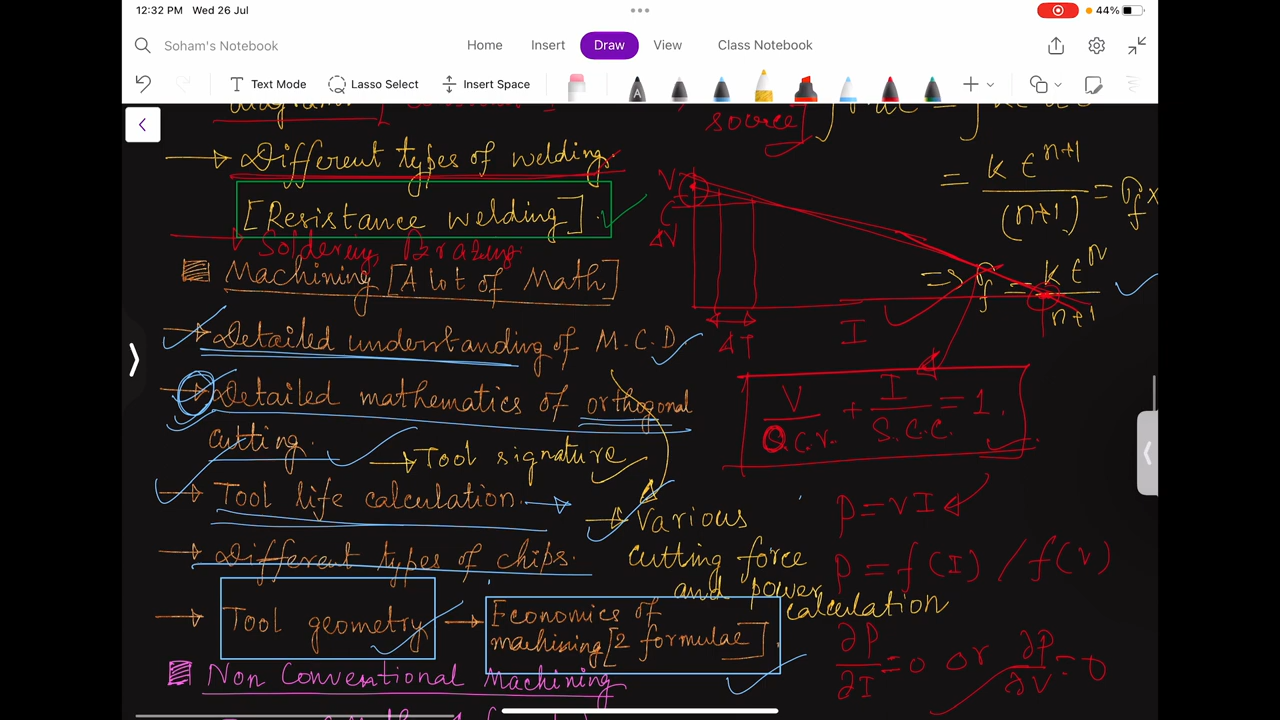 12:32 PM Wed 26 Jul
44%
Soham's Notebook
Home
Insert
Draw
View
Class Notebook
Text Mode
Lasso Select
Insert Space
source]
→ Different types of welding.
[Resistance welding].
→ Soldering, Brazing.
Machining [A lot of Math]
→ Detailed understanding of M.C.D
→ Detailed mathematics of orthogonal
cutting.
→ Tool signature
→ Tool life calculation.
→ Various
cutting force
and power
calculation
→ Different types of chips.
→ Tool geometry
→ Economics of
machining [2 formulae]
Non Conventional Machining
= k t^{n+1} / (n+1) =
=> = k t^n / n+1
V
ΔV
ΔT
I
V / O.C.V. + I / S.C.C. = 1.
P = VI
P = f(I) / f(V)
∂P/∂I = 0 or ∂P/∂V = 0